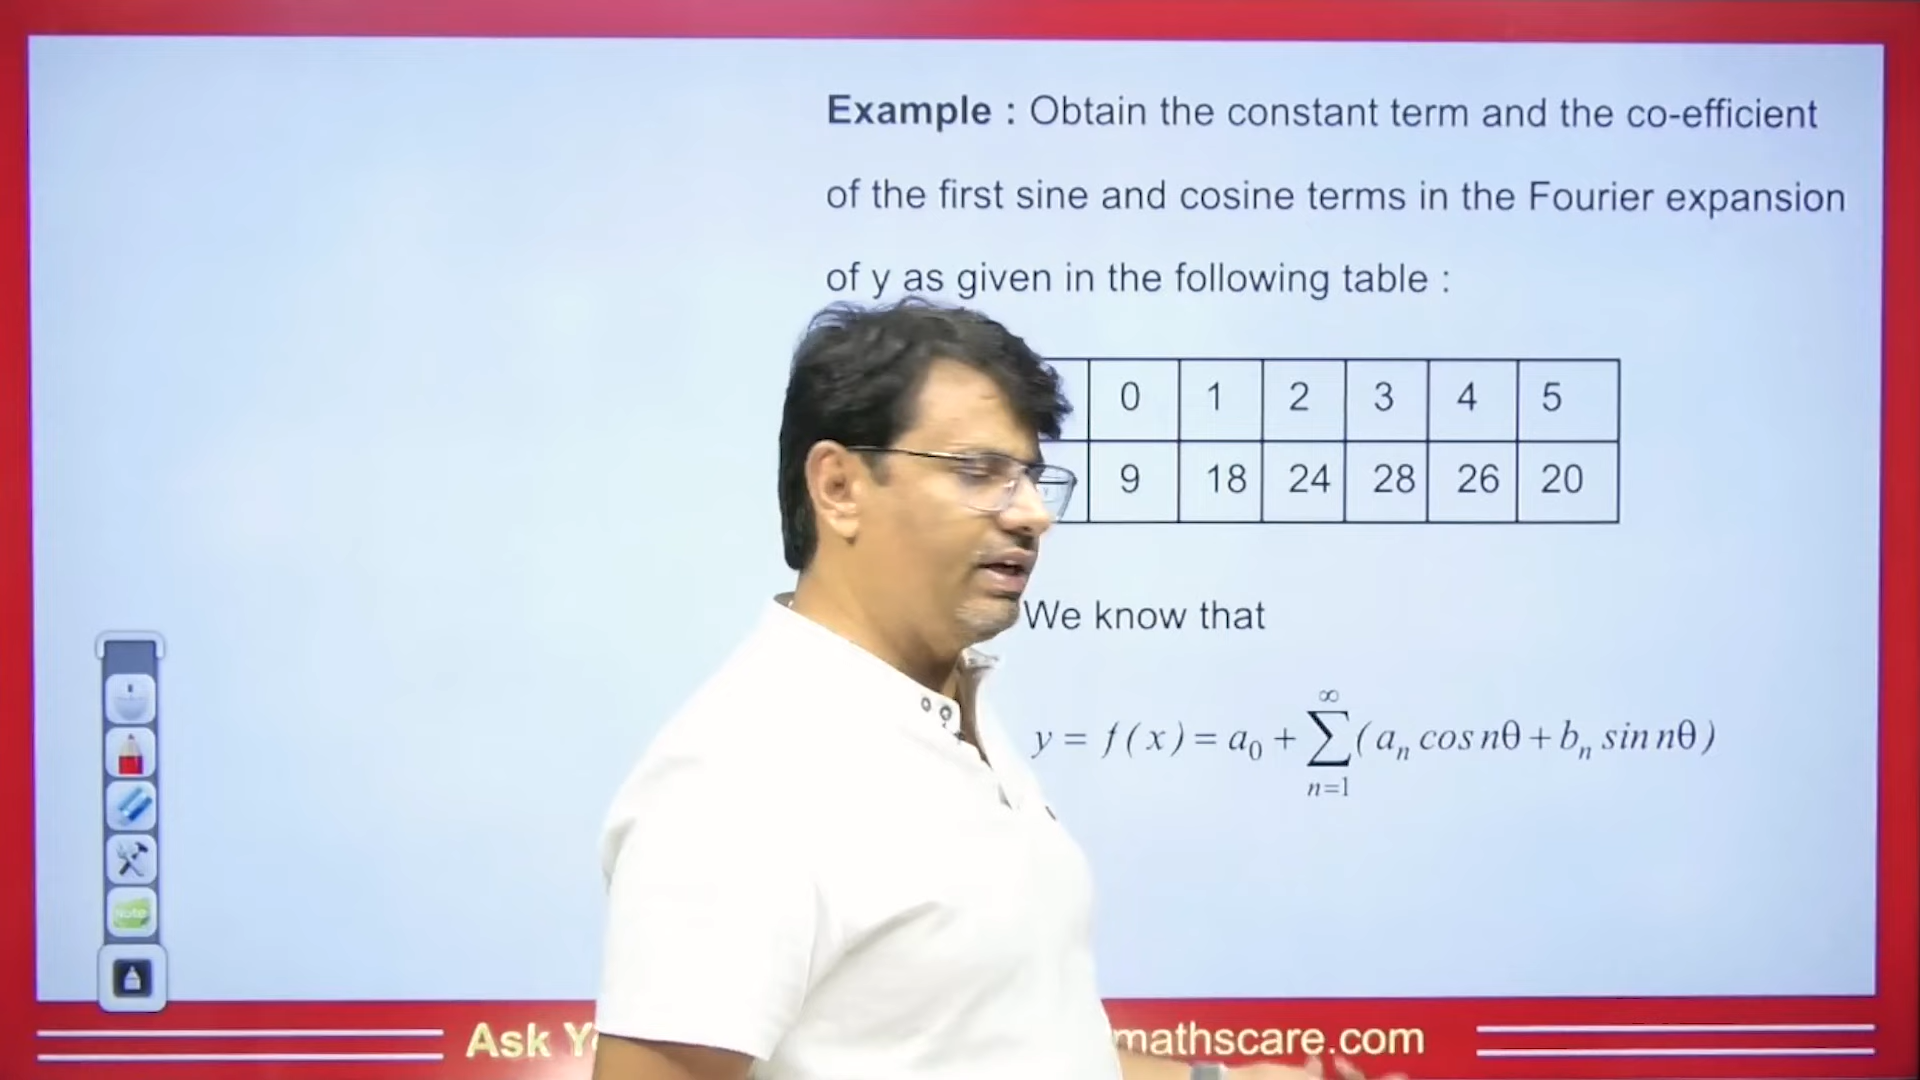 Example : Obtain the constant term and the co-efficient
of the first sine and cosine terms in the Fourier expansion
of y as given in the following table :
0 1 2 3 4 5
9 18 24 28 26 20
We know that
y = f(x) = a₀ + ∑(aₙ cos nθ + bₙ sin nθ)
∞
n=1
Note
Ask
mathscare.com